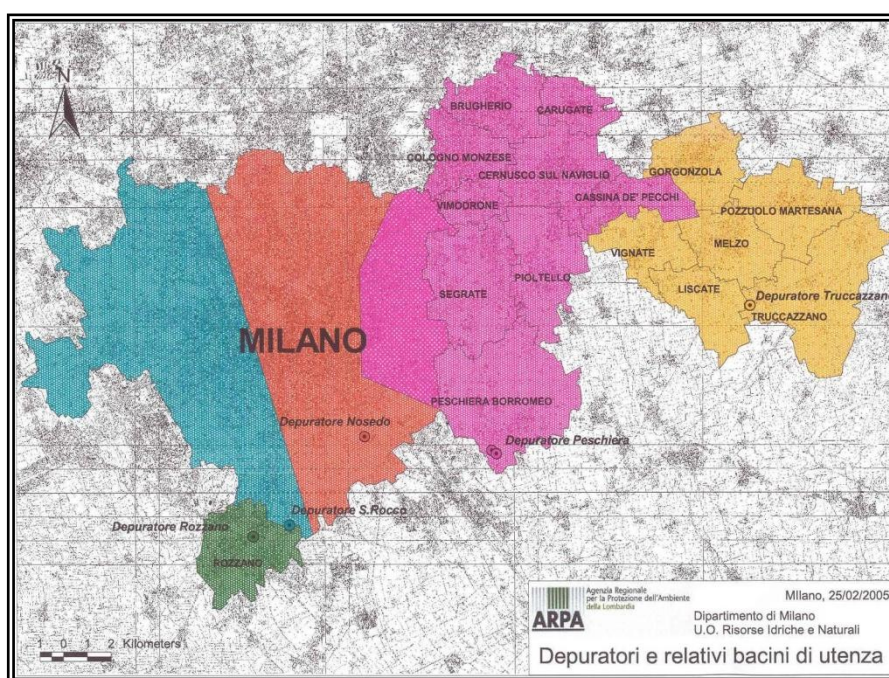 N
BRUGHERIO
CARUGATE
COLOGNO MONZESE
CERNUSCO SUL NAVIGLIO
GORGONZOLA
CASSINA DE' PECCHI
VIMODRONE
POZZUOLO MARTESANA
VIGNATE
MELZO
PIOLTELLO
SEGRATE
LISCATE
Depuratore Truccazzano
TRUCCAZZANO
MILANO
PESCHIERA BORROMEO
Depuratore Nosedo
Depuratore Peschiera
Depuratore S.Rocco
Depuratore Rozzano
ROZZANO
1 0 1 2 Kilometers
ARPA
Agenzia Regionale
per la Protezione dell'Ambiente
della Lombardia
MIlano, 25/02/2005
Dipartimento di Milano
U.O. Risorse Idriche e Naturali
Depuratori e relativi bacini di utenza